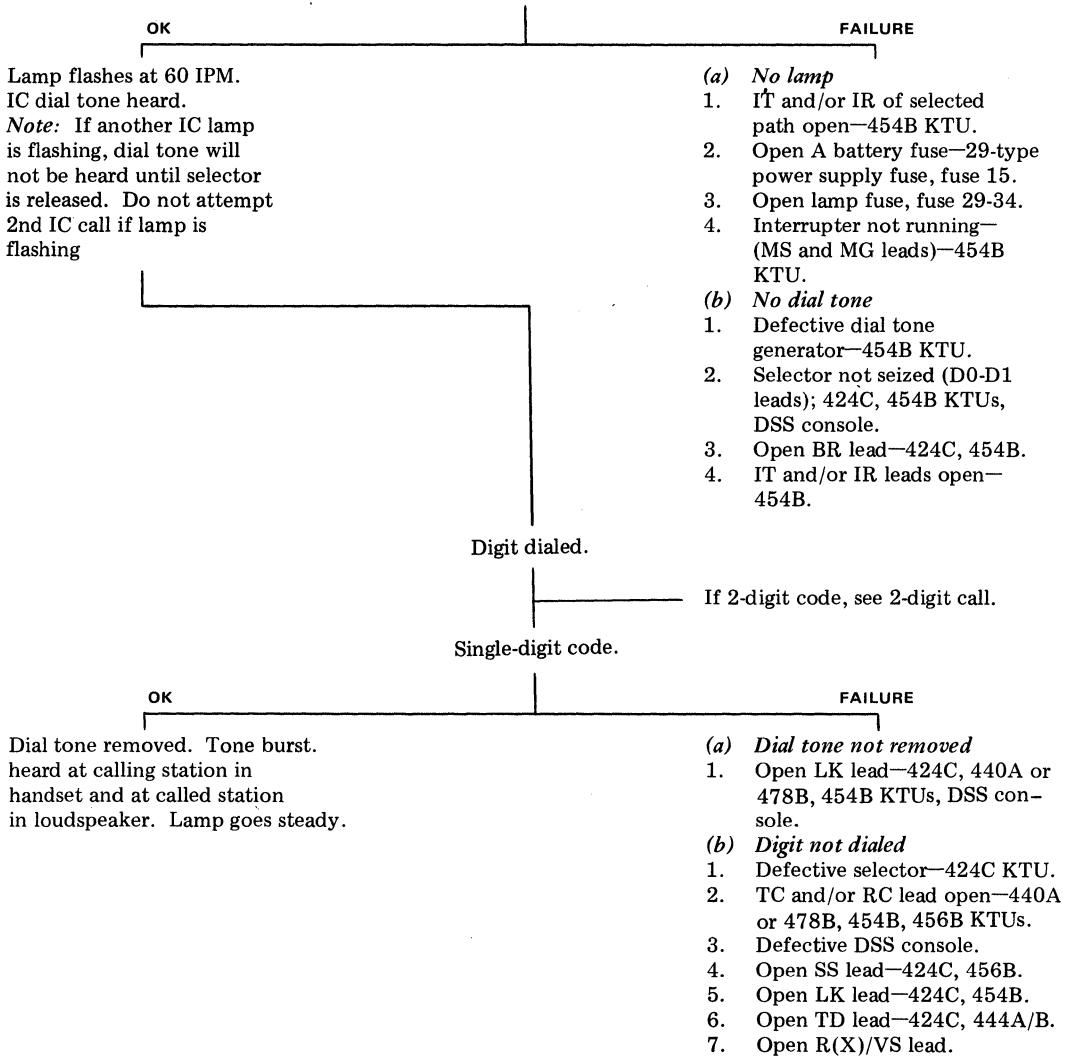 OK
FAILURE
Lamp flashes at 60 IPM.
IC dial tone heard.
Note: If another IC lamp
is flashing, dial tone will
not be heard until selector
is released. Do not attempt
2nd IC call if lamp is
flashing
(a) No lamp
1. IT and/or IR of selected
path open—454B KTU.
2. Open A battery fuse—29-type
power supply fuse, fuse 15.
3. Open lamp fuse, fuse 29-34.
4. Interrupter not running—
(MS and MG leads)—454B
KTU.
(b) No dial tone
1. Defective dial tone
generator—454B KTU.
2. Selector not seized (D0-D1
leads); 424C, 454B KTUs,
DSS console.
3. Open BR lead—424C, 454B.
4. IT and/or IR leads open—
454B.
Digit dialed.
If 2-digit code, see 2-digit call.
Single-digit code.
OK
FAILURE
Dial tone removed. Tone burst.
heard at calling station in
handset and at called station
in loudspeaker. Lamp goes steady.
(a) Dial tone not removed
1. Open LK lead—424C, 440A or
478B, 454B KTUs, DSS con-
sole.
(b) Digit not dialed
1. Defective selector—424C KTU.
2. TC and/or RC lead open—440A
or 478B, 454B, 456B KTUs.
3. Defective DSS console.
4. Open SS lead—424C, 456B.
5. Open LK lead—424C, 454B.
6. Open TD lead—424C, 444A/B.
7. Open R(X)/VS lead.